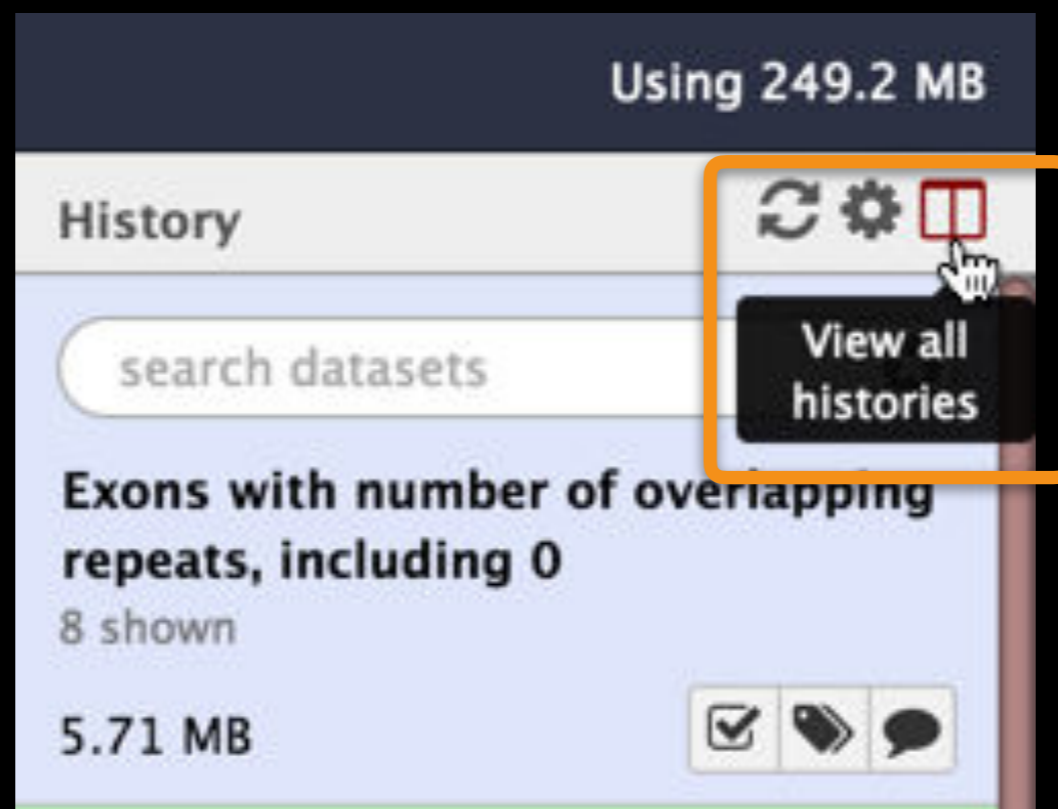 Using 249.2 MB
History
search datasets
View all
histories
Exons with number of overlapping
repeats, including 0
8 shown
5.71 MB